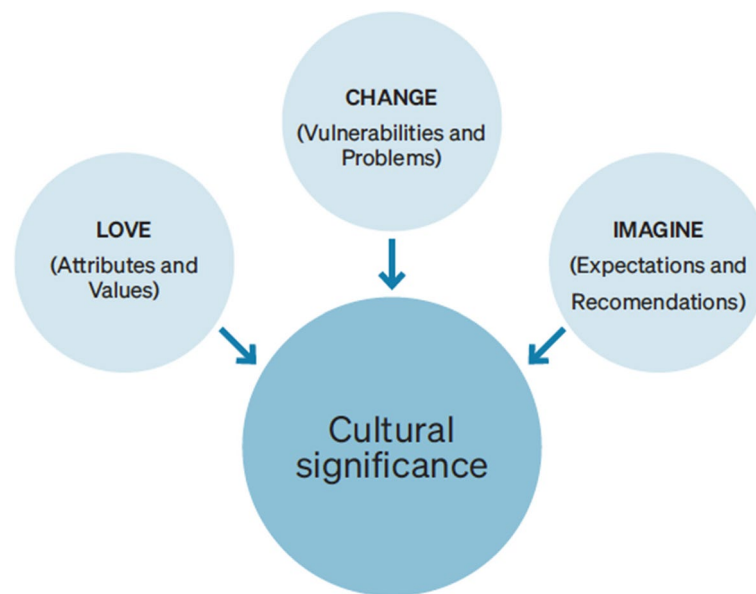 CHANGE
(Vulnerabilities and
Problems)
LOVE
(Attributes and
Values)
IMAGINE
(Expectations and
Recomendations)
Cultural
significance